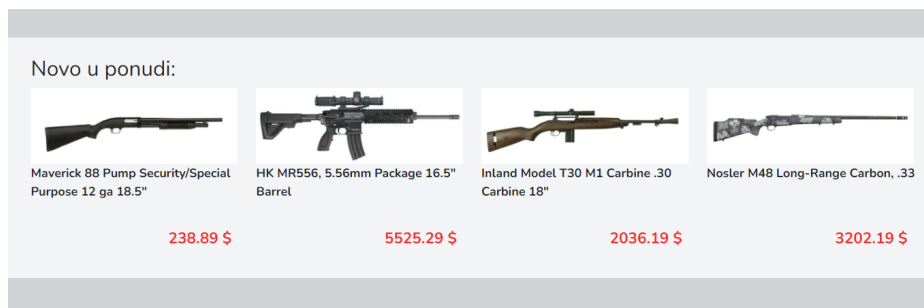 Novo u ponudi:
Maverick 88 Pump Security/Special
Purpose 12 ga 18.5"
238.89 $
HK MR556, 5.56mm Package 16.5"
Barrel
5525.29 $
Inland Model T30 M1 Carbine .30
Carbine 18"
2036.19 $
Nosler M48 Long-Range Carbon, .33
3202.19 $